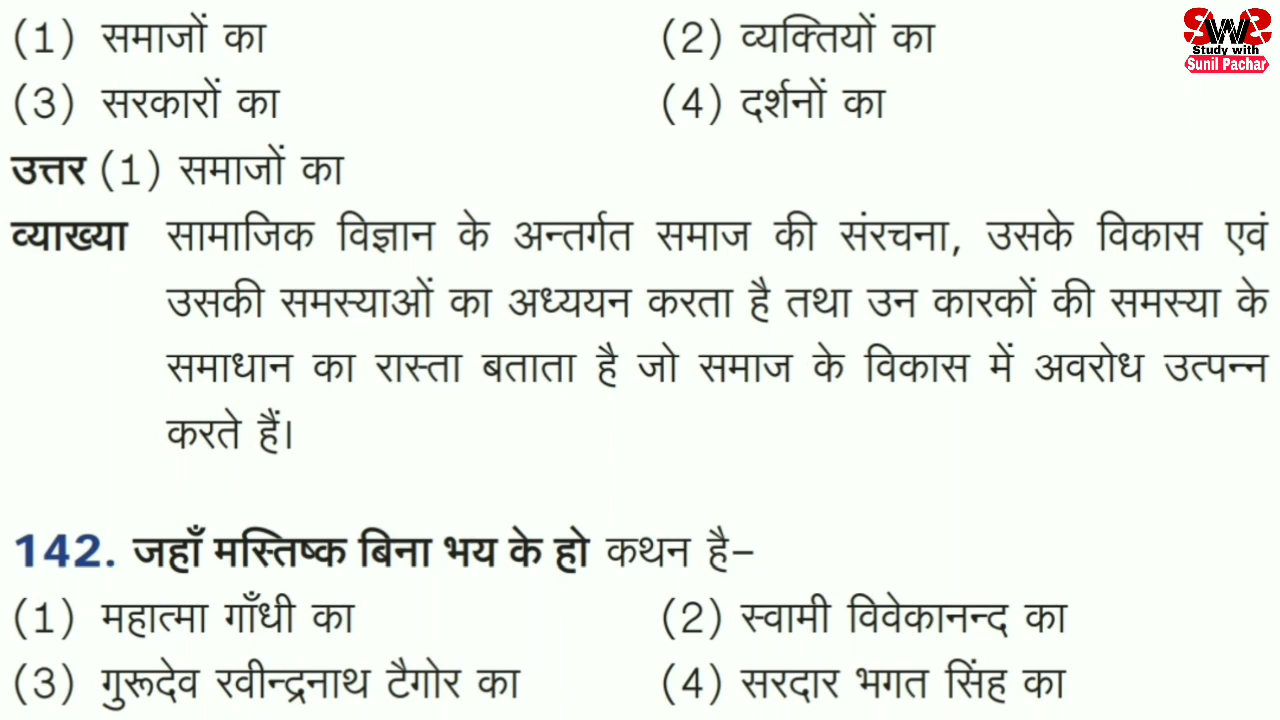 (1) समाजों का (2) व्यक्तियों का
SWS
Study with
Sunil Pachar
(3) सरकारों का (4) दर्शनों का
उत्तर (1) समाजों का
व्याख्या सामाजिक विज्ञान के अन्तर्गत समाज की संरचना, उसके विकास एवं
उसकी समस्याओं का अध्ययन करता है तथा उन कारकों की समस्या के
समाधान का रास्ता बताता है जो समाज के विकास में अवरोध उत्पन्न
करते हैं।
142. जहाँ मस्तिष्क बिना भय के हो कथन है–
(1) महात्मा गाँधी का (2) स्वामी विवेकानन्द का
(3) गुरूदेव रवीन्द्रनाथ टैगोर का (4) सरदार भगत सिंह का